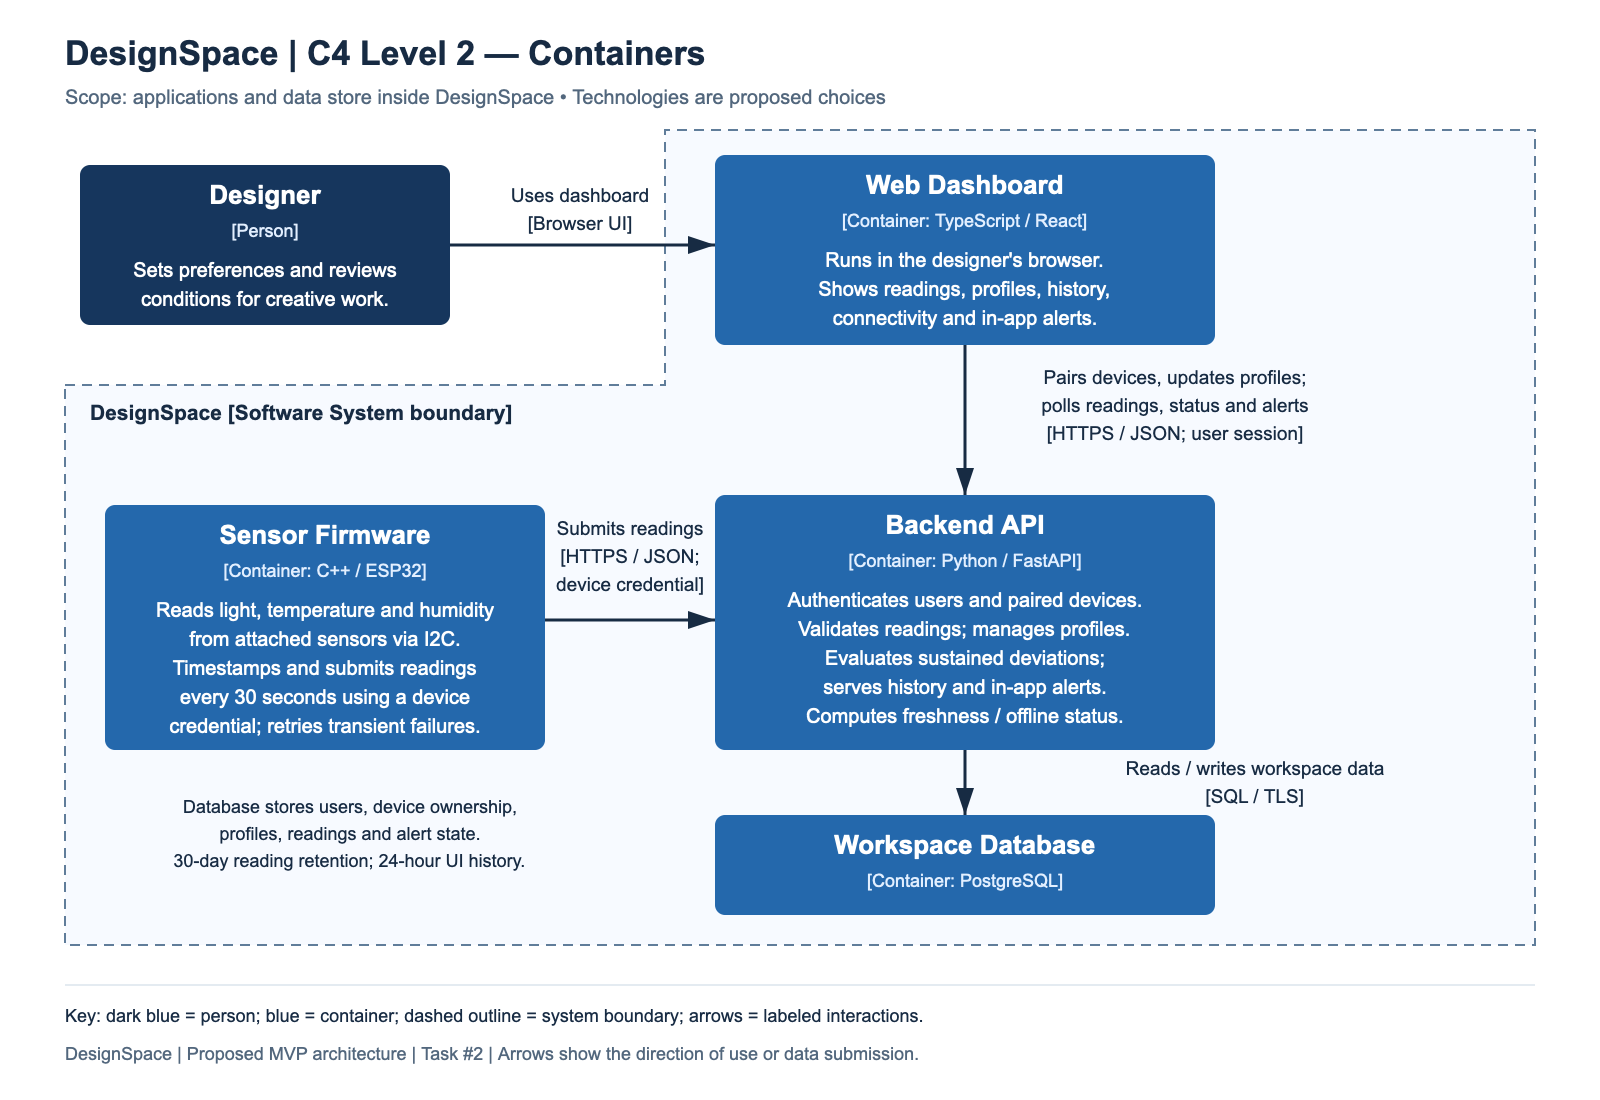 DesignSpace | C4 Level 2 — Containers
Scope: applications and data store inside DesignSpace • Technologies are proposed choices
Designer
[Person]
Sets preferences and reviews
conditions for creative work.
Uses dashboard
[Browser UI]
Web Dashboard
[Container: TypeScript / React]
Runs in the designer's browser.
Shows readings, profiles, history,
connectivity and in-app alerts.
Pairs devices, updates profiles;
polls readings, status and alerts
[HTTPS / JSON; user session]
DesignSpace [Software System boundary]
Sensor Firmware
[Container: C++ / ESP32]
Reads light, temperature and humidity
from attached sensors via I2C.
Timestamps and submits readings
every 30 seconds using a device
credential; retries transient failures.
Submits readings
[HTTPS / JSON;
device credential]
Backend API
[Container: Python / FastAPI]
Authenticates users and paired devices.
Validates readings; manages profiles.
Evaluates sustained deviations;
serves history and in-app alerts.
Computes freshness / offline status.
Reads / writes workspace data
[SQL / TLS]
Database stores users, device ownership,
profiles, readings and alert state.
30-day reading retention; 24-hour UI history.
Workspace Database
[Container: PostgreSQL]
Key: dark blue = person; blue = container; dashed outline = system boundary; arrows = labeled interactions.
DesignSpace | Proposed MVP architecture | Task #2 | Arrows show the direction of use or data submission.